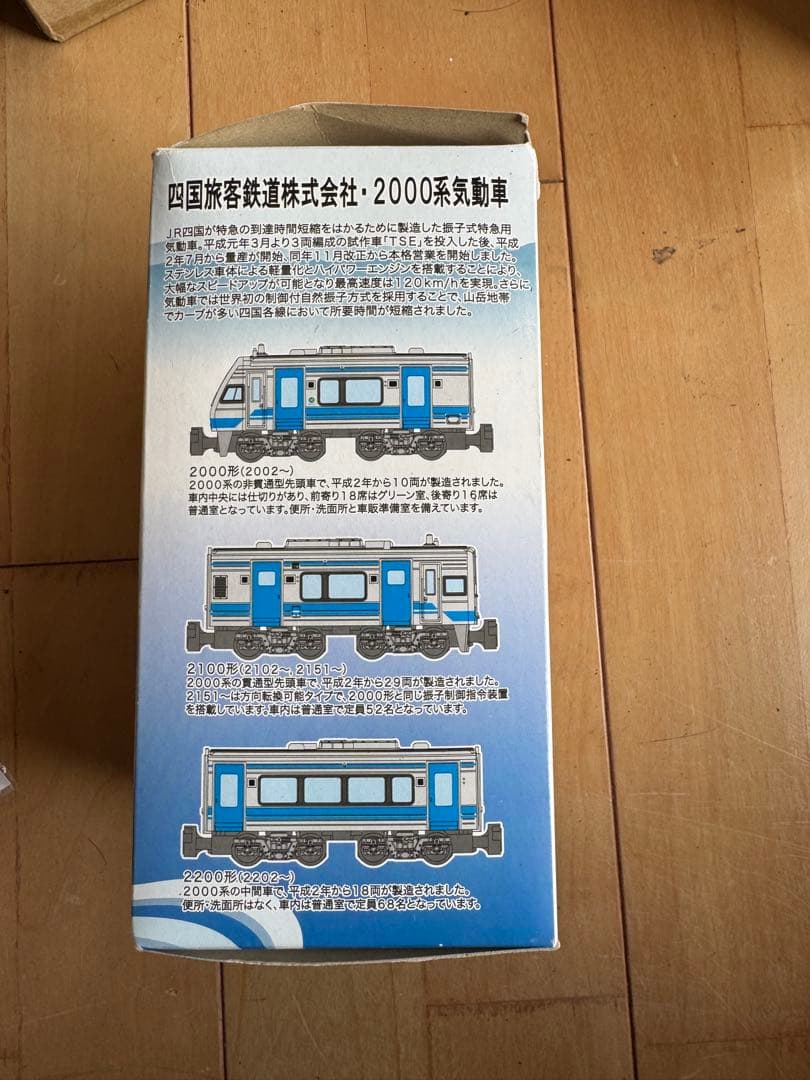 四国旅客鉄道株式会社・2000系気動車
JR四国が特急の到達時間短縮をはかるために製造した振子式特急用
気動車。平成元年3月より3両編成の試作車「TSE」を投入した後、平成
2年7月から量産が開始、同年11月改正から本格営業を開始しました。
ステンレス車体による軽量化とハイパワーエンジンを搭載することにより、
大幅なスピードアップが可能となり最高速度は120km/hを実現。さらに
気動車では世界初の制御付自然振子方式を採用することで、山岳地帯
でカーブが多い四国各線において所要時間が短縮されました。
2000形(2002～)
2000系の非貫通型先頭車で、平成2年から10両が製造されました。
車内中央には仕切りがあり、前寄り18席はグリーン室、後寄り16席は
普通室となっています。便所・洗面所と車販準備室を備えています。
2100形(2102～、2151～)
2000系の貫通型先頭車で、平成2年から29両が製造されました。
2151～は方向転換可能タイプで、2000形と同じ振子制御指令装置
を搭載しています。車内は普通室で定員52名となっています。
2200形(2202～)
2000系の中間車で、平成2年から18両が製造されました。
便所・洗面所はなく、車内は普通室で定員68名となっています。